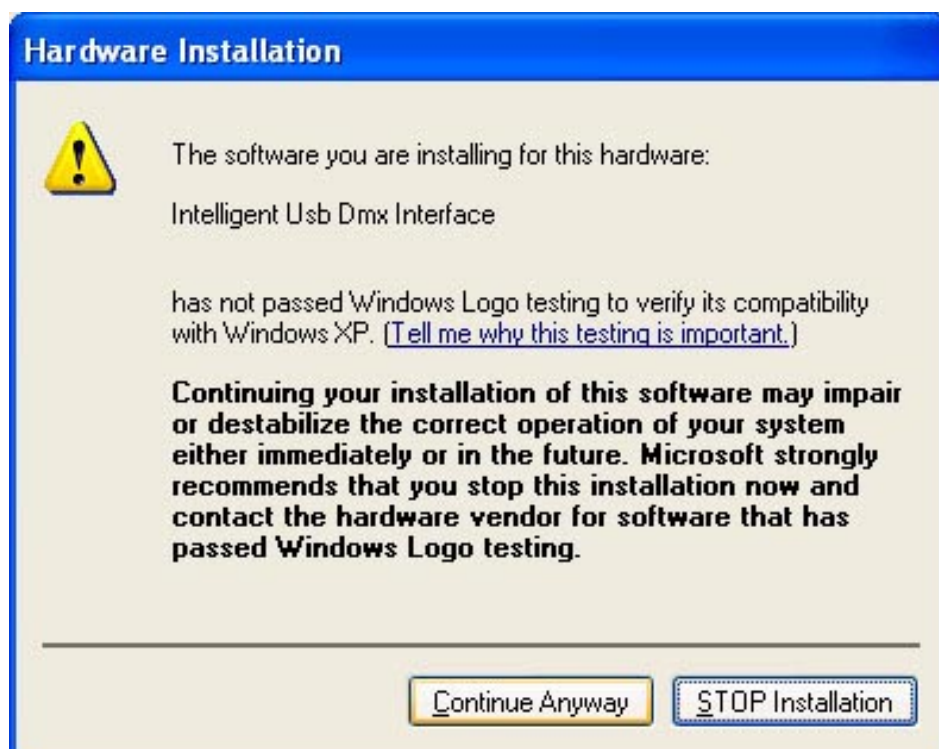 Hardware Installation
The software you are installing for this hardware:
Intelligent Usb Dmx Interface
has not passed Windows Logo testing to verify its compatibility
with Windows XP. (Tell me why this testing is important.)
Continuing your installation of this software may impair
or destabilize the correct operation of your system
either immediately or in the future. Microsoft strongly
recommends that you stop this installation now and
contact the hardware vendor for software that has
passed Windows Logo testing.
Continue Anyway
STOP Installation